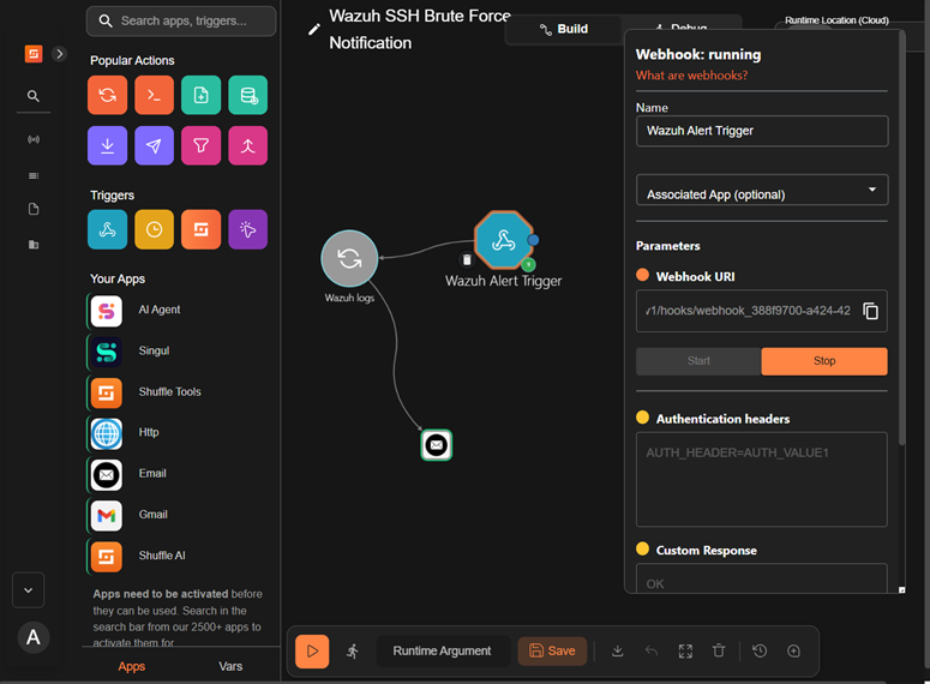 Search apps, triggers...
Popular Actions
Triggers
Your Apps
AI Agent
Singul
Shuffle Tools
Http
Email
Gmail
Shuffle AI
Apps need to be activated before
they can be used. Search in the
search bar from our 2500+ apps to
activate them for
Apps
Vars
A
Wazuh SSH Brute Force
Notification
Build
Debug
Runtime Location (Cloud)
Wazuh logs
Wazuh Alert Trigger
Webhook: running
What are webhooks?
Name
Wazuh Alert Trigger
Associated App (optional)
Parameters
Webhook URI
/1/hooks/webhook_388f9700-a424-42
Start
Stop
Authentication headers
AUTH_HEADER=AUTH_VALUE1
Custom Response
OK
Runtime Argument
Save